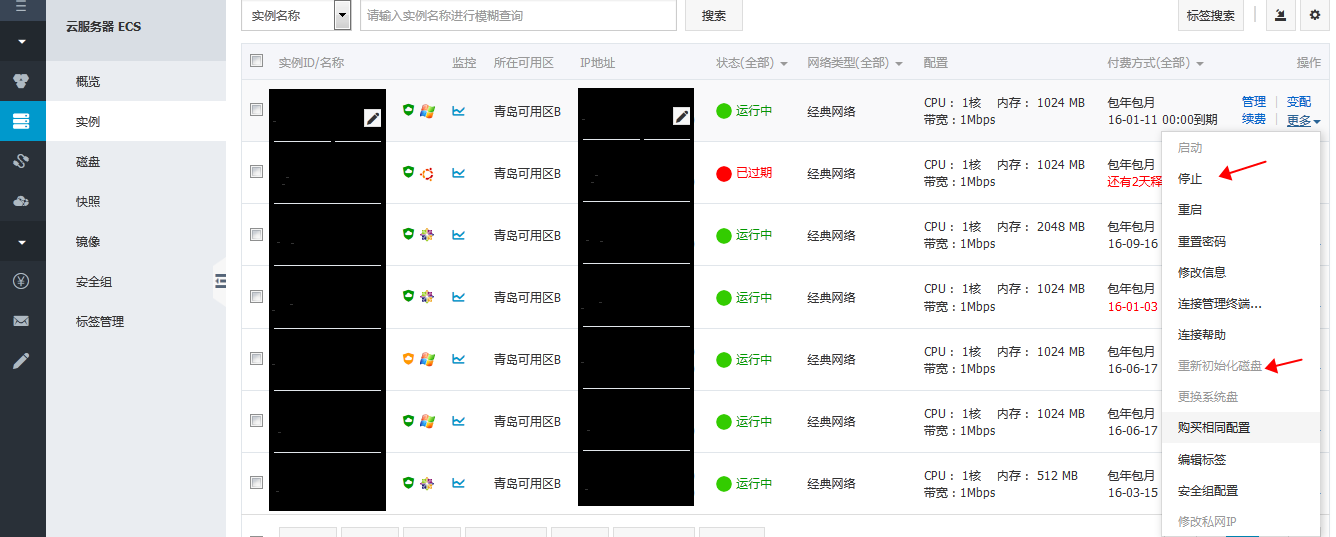 云服务器 ECS
概览
实例
磁盘
快照
镜像
安全组
标签管理
实例名称
请输入实例名称进行模糊查询
搜索
标签搜索
实例ID/名称 监控 所在可用区 IP地址 状态(全部) 网络类型(全部) 配置 付费方式(全部) 操作
青岛可用区B 运行中 经典网络 CPU： 1核 内存： 1024 MB 包年包月 管理 变配
带宽：1Mbps 16-01-11 00:00到期 续费 更多
青岛可用区B 已过期 经典网络 CPU： 1核 内存： 1024 MB 包年包月
带宽：1Mbps 还有2天释
青岛可用区B 运行中 经典网络 CPU： 1核 内存： 2048 MB 包年包月
带宽：1Mbps 16-09-16
青岛可用区B 运行中 经典网络 CPU： 1核 内存： 1024 MB 包年包月
带宽：1Mbps 16-01-03
青岛可用区B 运行中 经典网络 CPU： 1核 内存： 1024 MB 包年包月
带宽：1Mbps 16-06-17
青岛可用区B 运行中 经典网络 CPU： 1核 内存： 1024 MB 包年包月
带宽：1Mbps 16-06-17
青岛可用区B 运行中 经典网络 CPU： 1核 内存： 512 MB 包年包月
带宽：1Mbps 16-03-15
启动
停止
重启
重置密码
修改信息
连接管理终端...
连接帮助
重新初始化磁盘
更换系统盘
购买相同配置
编辑标签
安全组配置
修改私网IP